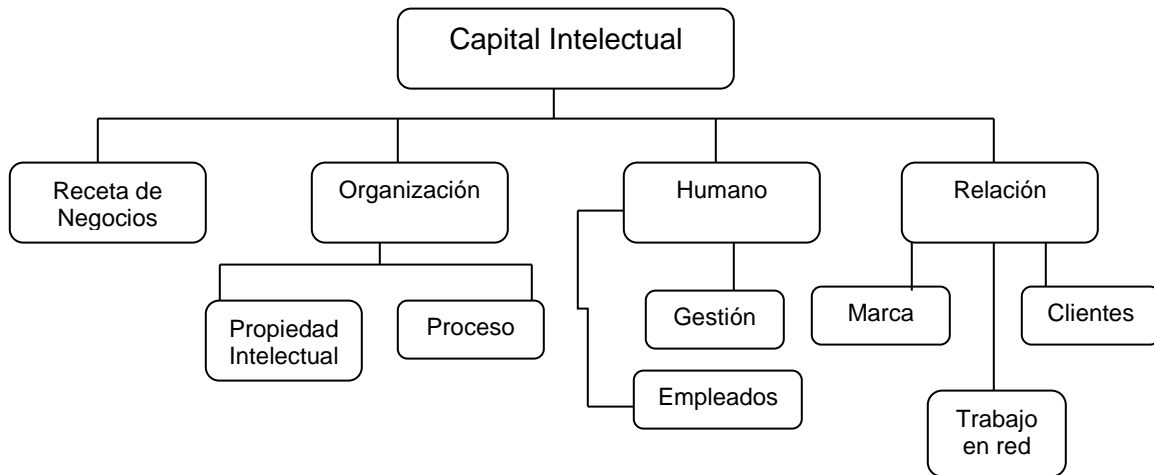 Capital Intelectual
Receta de
Negocios
Organización
Humano
Relación
Propiedad
Intelectual
Proceso
Gestión
Marca
Clientes
Empleados
Trabajo
en red